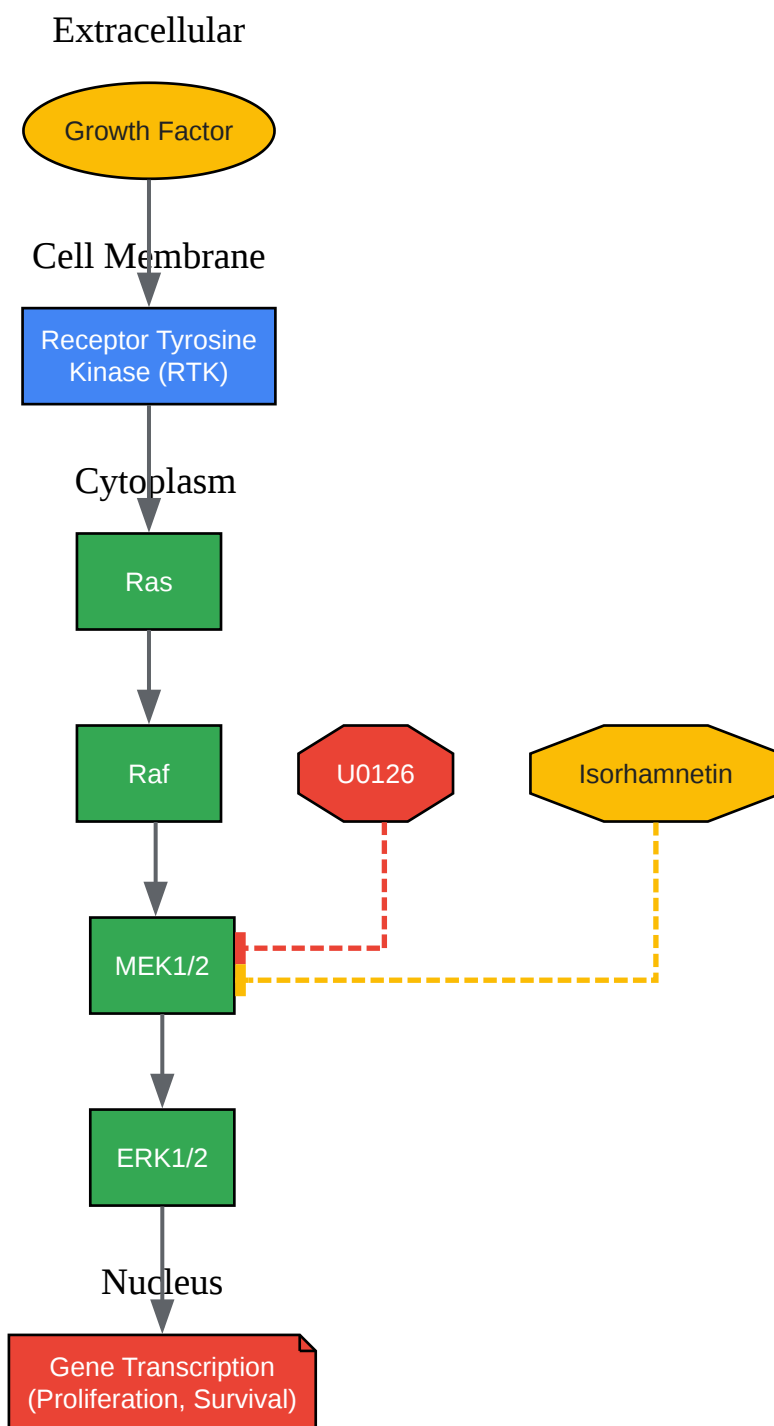 Extracellular
Growth Factor
Cell Membrane
Receptor Tyrosine
Kinase (RTK)
Cytoplasm
Ras
Raf
U0126
Isorhamnetin
MEK1/2
ERK1/2
Nucleus
Gene Transcription
(Proliferation, Survival)